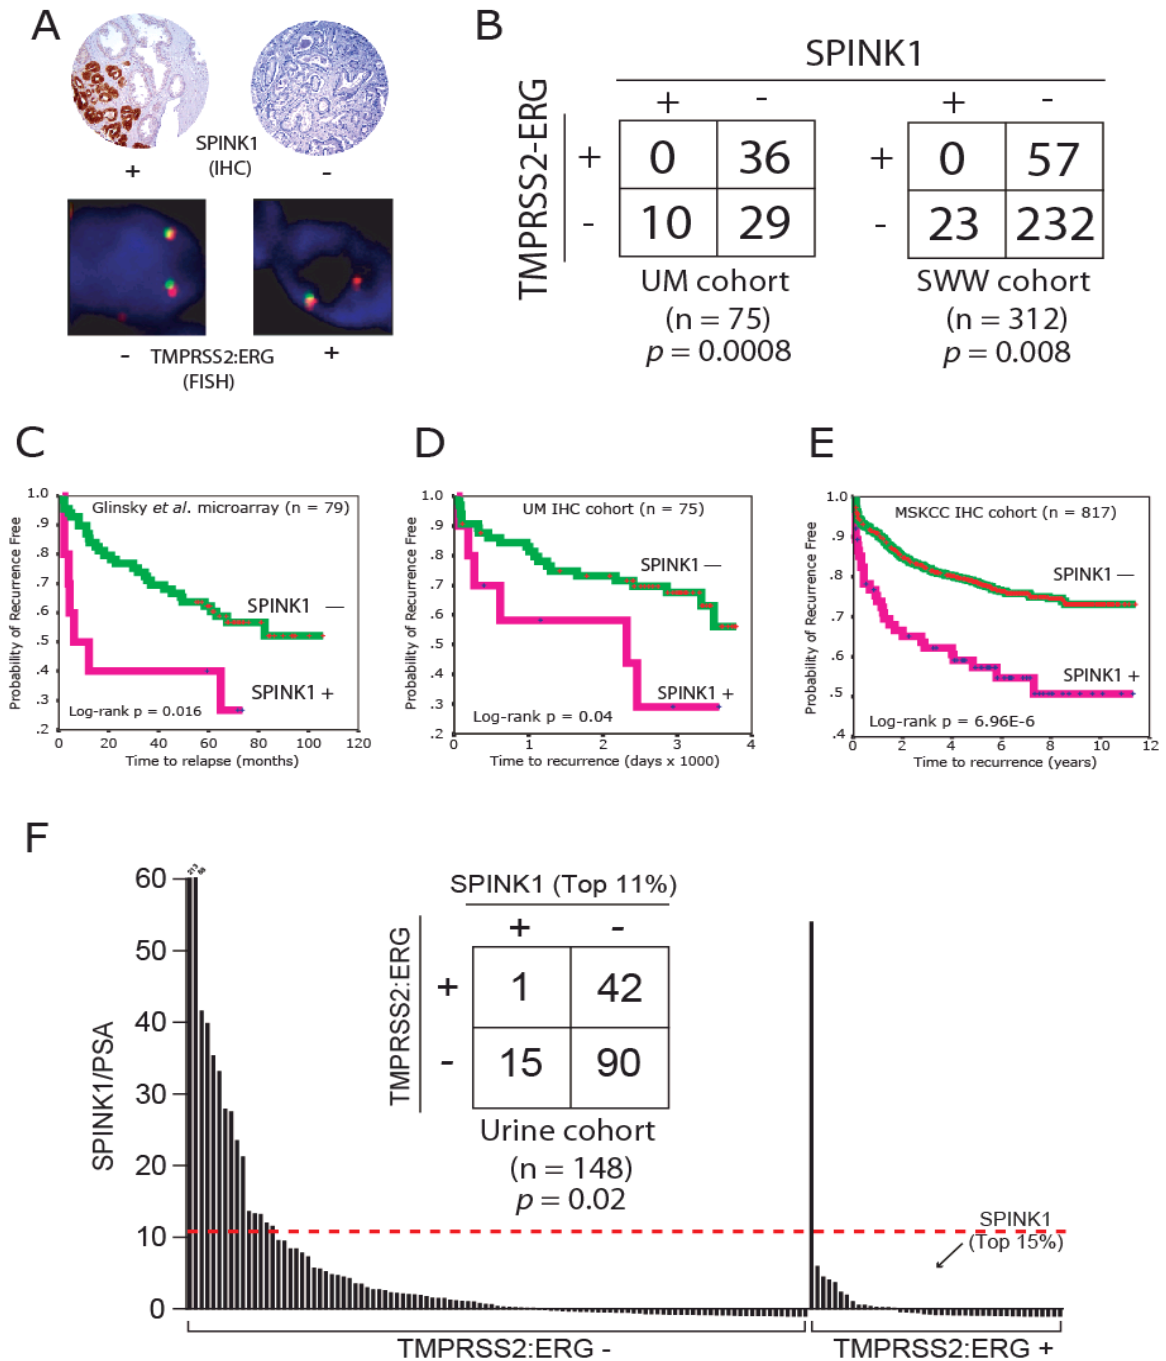 A
SPINK1
(IHC)
+
-
- TMPRSS2:ERG +
(FISH)
B
SPINK1
TMPRSS2-ERG
+ -
+ 0 36
- 10 29
UM cohort
(n = 75)
p = 0.0008
+ -
+ 0 57
- 23 232
SWW cohort
(n = 312)
p = 0.008
C
Glinsky et al. microarray (n = 79)
Probability of Recurrence Free
1.0
.9
.8
.7
.6
.5
.4
.3
.2
SPINK1 —
SPINK1 +
Log-rank p = 0.016
0 20 40 60 80 100 120
Time to relapse (months)
D
UM IHC cohort (n = 75)
Probability of Recurrence Free
1.0
.9
.8
.7
.6
.5
.4
.3
.2
SPINK1 —
SPINK1 +
Log-rank p = 0.04
0 1 2 3 4
Time to recurrence (days x 1000)
E
MSKCC IHC cohort (n = 817)
Probability of Recurrence Free
1.0
.9
.8
.7
.6
.5
.4
SPINK1 —
SPINK1 +
Log-rank p = 6.96E-6
0 2 4 6 8 10 12
Time to recurrence (years)
F
SPINK1/PSA
60
50
40
30
20
10
0
213
SPINK1 (Top 11%)
TMPRSS2:ERG
+ -
+ 1 42
- 15 90
Urine cohort
(n = 148)
p = 0.02
SPINK1
(Top 15%)
TMPRSS2:ERG -
TMPRSS2:ERG +